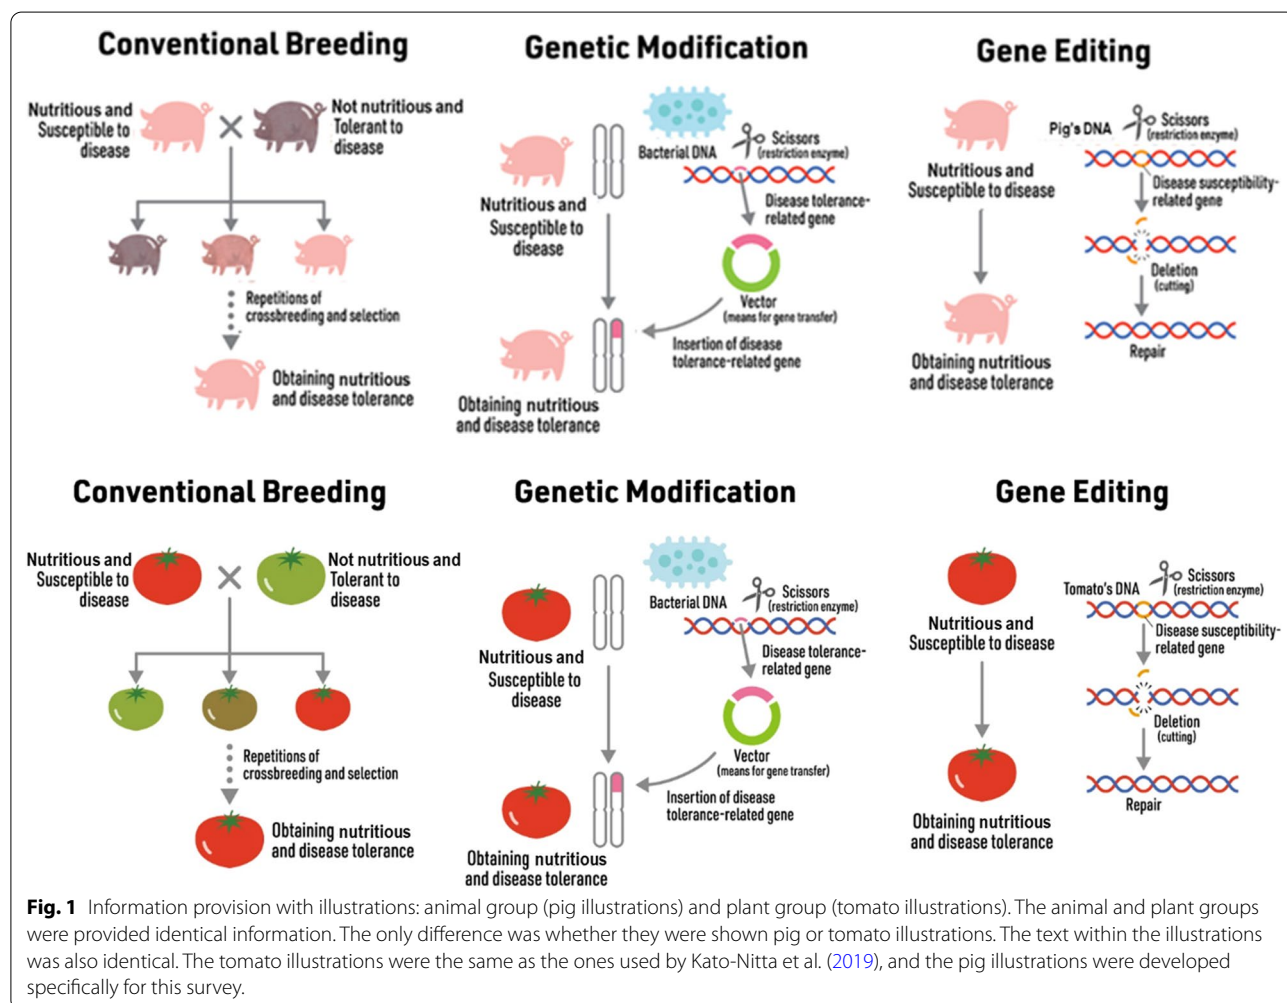 Conventional Breeding
Nutritious and
Susceptible to
disease
Not nutritious and
Tolerant to
disease
Repetitions of
crossbreeding and selection
Obtaining nutritious
and disease tolerance
Genetic Modification
Bacterial DNA
Scissors
(restriction enzyme)
Nutritious and
Susceptible to
disease
Disease tolerance-
related gene
Vector
(means for gene transfer)
Insertion of disease
tolerance-related gene
Obtaining nutritious
and disease tolerance
Gene Editing
Nutritious and
Susceptible to disease
Obtaining nutritious
and disease tolerance
Pig's DNA
Scissors
(restriction enzyme)
Disease susceptibility-
related gene
Deletion
(cutting)
Repair
Conventional Breeding
Nutritious and
Susceptible to
disease
Not nutritious and
Tolerant to
disease
Repetitions of
crossbreeding and selection
Obtaining nutritious
and disease tolerance
Genetic Modification
Bacterial DNA
Scissors
(restriction enzyme)
Nutritious and
Susceptible to
disease
Disease tolerance-
related gene
Vector
(means for gene transfer)
Insertion of disease
tolerance-related gene
Obtaining nutritious
and disease tolerance
Gene Editing
Nutritious and
Susceptible to disease
Obtaining nutritious
and disease tolerance
Tomato's DNA
Scissors
(restriction enzyme)
Disease susceptibility-
related gene
Deletion
(cutting)
Repair
Fig. 1 Information provision with illustrations: animal group (pig illustrations) and plant group (tomato illustrations). The animal and plant groups
were provided identical information. The only difference was whether they were shown pig or tomato illustrations. The text within the illustrations
was also identical. The tomato illustrations were the same as the ones used by Kato-Nitta et al. (2019), and the pig illustrations were developed
specifically for this survey.